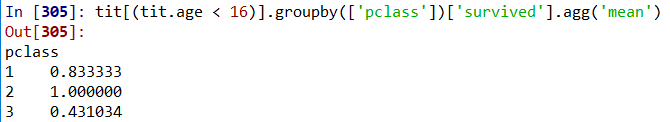 In [305]: tit[(tit.age < 16)].groupby(['pclass'])['survived'].agg('mean')
Out[305]:
pclass
1    0.833333
2    1.000000
3    0.431034